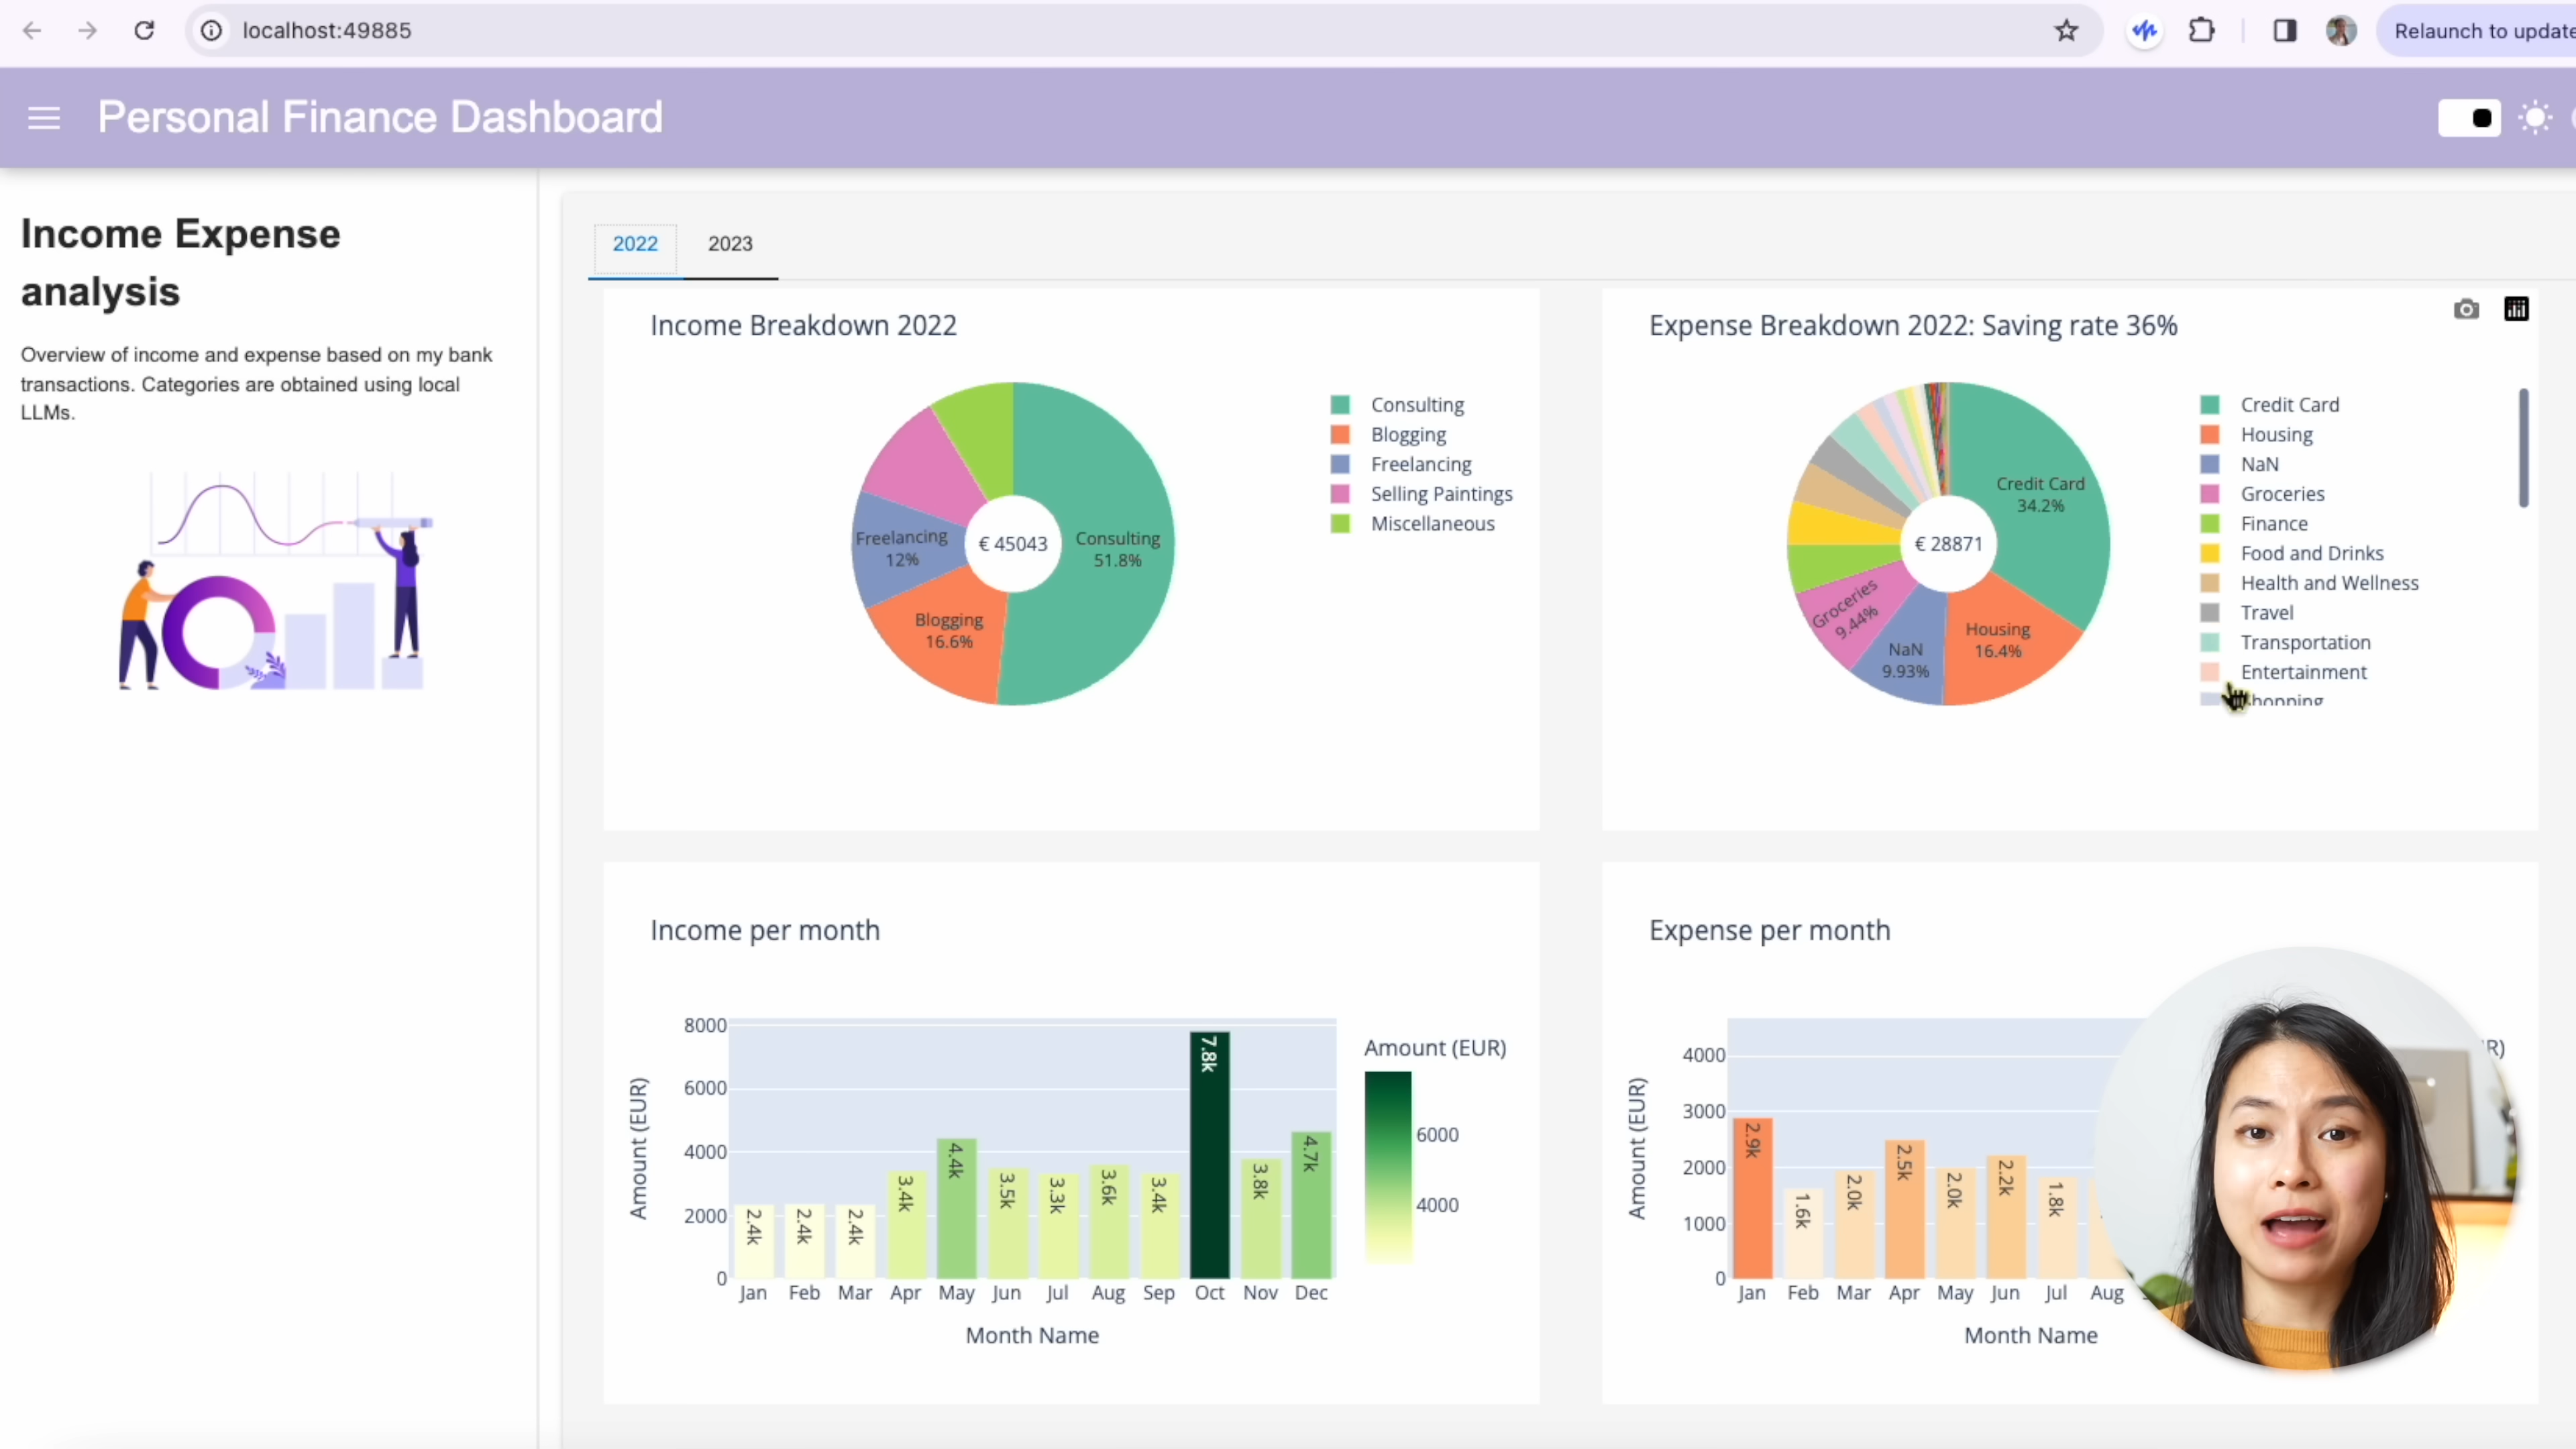 localhost:49885
Relaunch to update
Personal Finance Dashboard
Income Expense
analysis
Overview of income and expense based on my bank
transactions. Categories are obtained using local
LLMs.
2022
2023
Income Breakdown 2022
Consulting
Blogging
Freelancing
Selling Paintings
Miscellaneous
Freelancing
12%
€ 45043
Consulting
51.8%
Blogging
16.6%
Expense Breakdown 2022: Saving rate 36%
Credit Card
Housing
NaN
Groceries
Finance
Food and Drinks
Health and Wellness
Travel
Transportation
Entertainment
hopping
Credit Card
34.2%
€ 28871
Groceries
9.44%
Housing
16.4%
NaN
9.93%
Income per month
Amount (EUR)
8000
6000
4000
2000
0
2.4k
2.4k
2.4k
3.4k
4.4k
3.5k
3.3k
3.6k
3.4k
7.8k
3.8k
4.7k
Jan Feb Mar Apr May Jun Jul Aug Sep Oct Nov Dec
Month Name
Amount (EUR)
6000
4000
Expense per month
Amount (EUR)
4000
3000
2000
1000
0
2.9k
1.6k
2.0k
2.5k
2.0k
2.2k
1.8k
Jan Feb Mar Apr May Jun Jul Aug
Month Name
R)